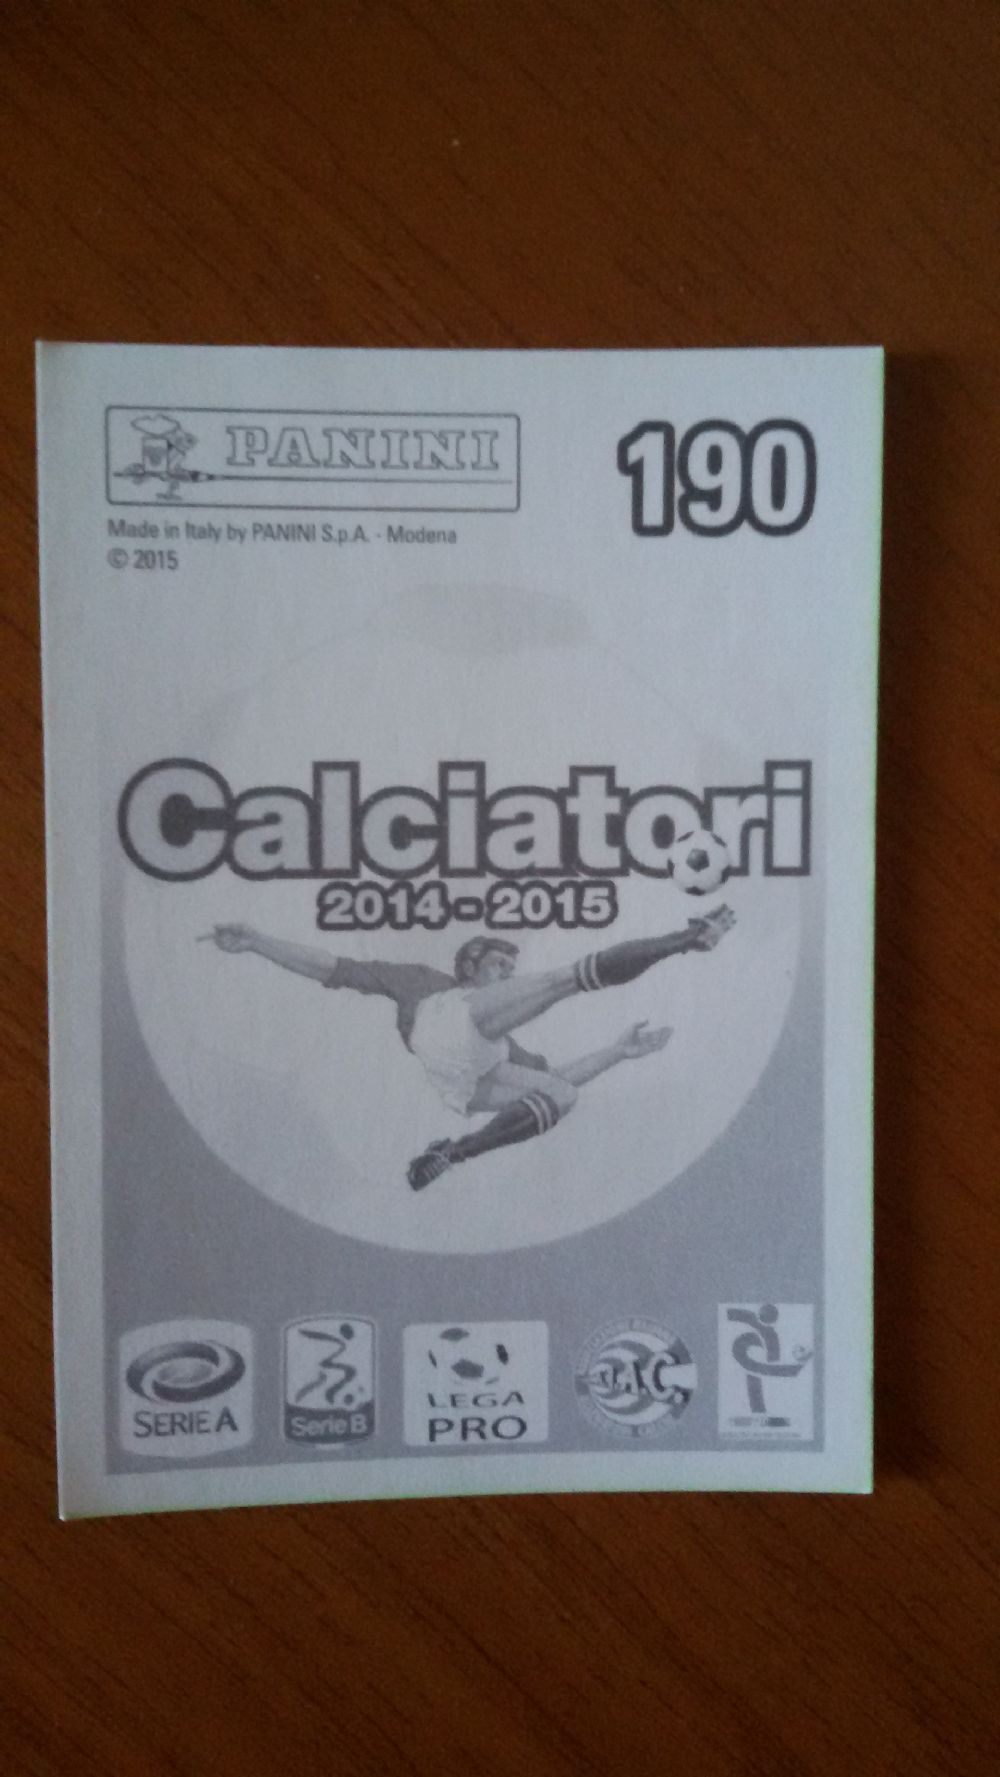 PANINI
190
Made in Italy by PANINI S.p.A. - Modena
© 2015
Calciatori
2014-2015
SERIE A
Serie B
LEGA
PRO
A.I.C.